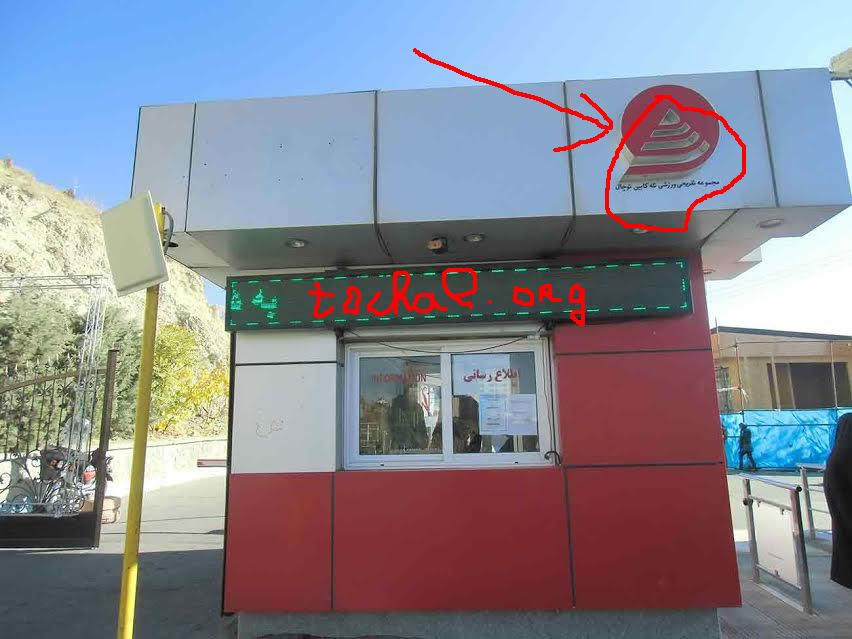 مجموعه تفریحی ورزشی تله کابین توچال
tochal.org
INFORMATION
اطلاع رسانی